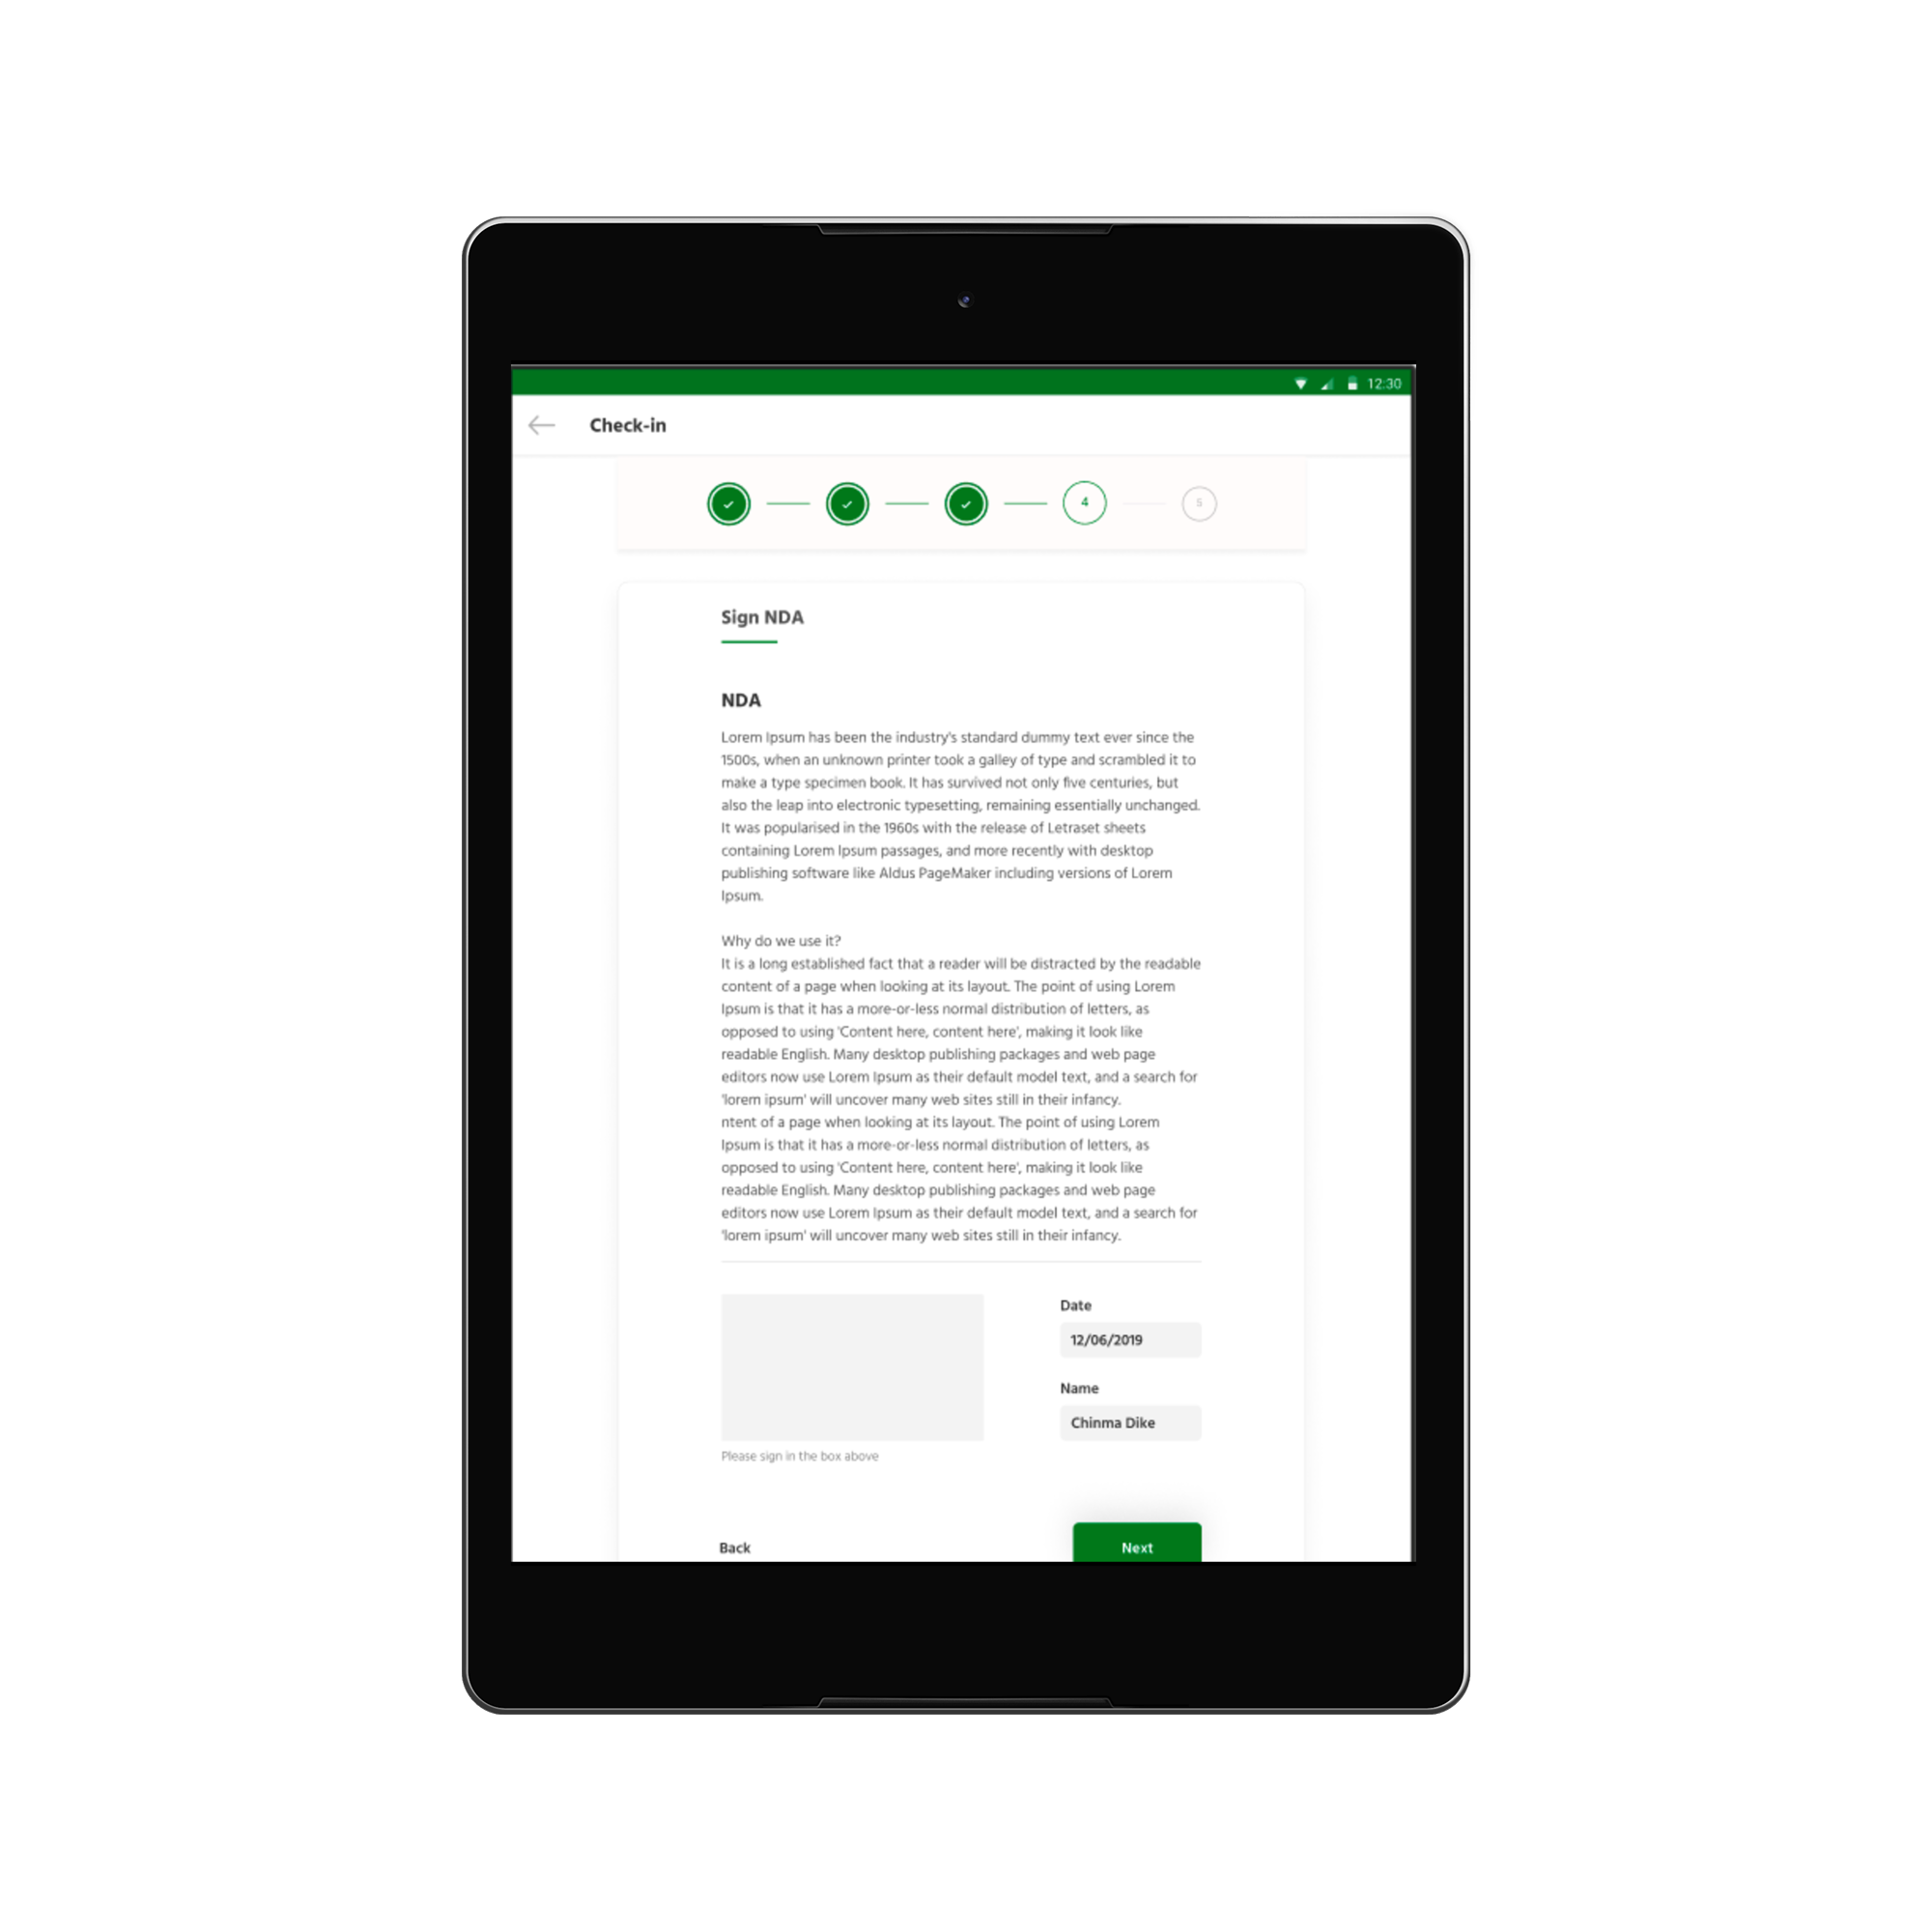 12:30
Check-in
4
5
Sign NDA
NDA
Lorem Ipsum has been the industry's standard dummy text ever since the
1500s, when an unknown printer took a galley of type and scrambled it to
make a type specimen book. It has survived not only five centuries, but
also the leap into electronic typesetting, remaining essentially unchanged.
It was popularised in the 1960s with the release of Letraset sheets
containing Lorem Ipsum passages, and more recently with desktop
publishing software like Aldus PageMaker including versions of Lorem
Ipsum.
Why do we use it?
It is a long established fact that a reader will be distracted by the readable
content of a page when looking at its layout. The point of using Lorem
Ipsum is that it has a more-or-less normal distribution of letters, as
opposed to using 'Content here, content here', making it look like
readable English. Many desktop publishing packages and web page
editors now use Lorem Ipsum as their default model text, and a search for
'lorem ipsum' will uncover many web sites still in their infancy.
ntent of a page when looking at its layout. The point of using Lorem
Ipsum is that it has a more-or-less normal distribution of letters, as
opposed to using 'Content here, content here', making it look like
readable English. Many desktop publishing packages and web page
editors now use Lorem Ipsum as their default model text, and a search for
'lorem ipsum' will uncover many web sites still in their infancy.
Date
12/06/2019
Name
Chinma Dike
Please sign in the box above
Back
Next